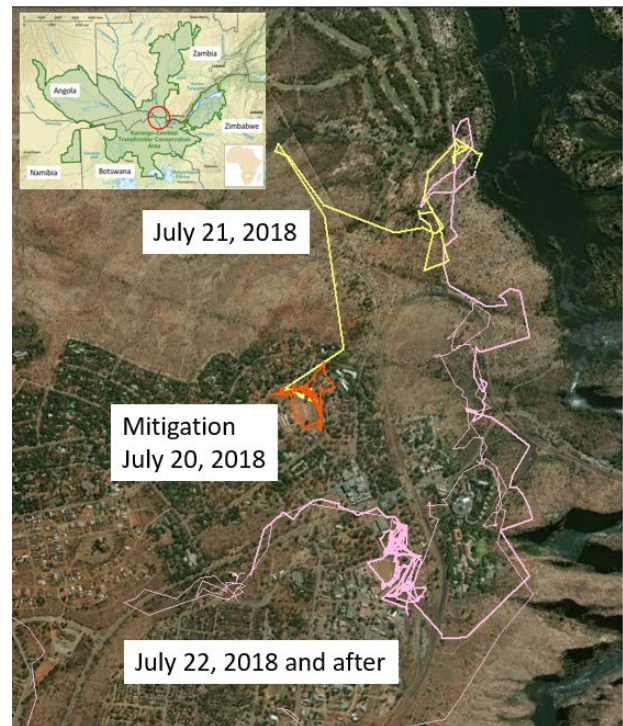 Zambia
Angola
Zimbabwe
Kavango-Zambezi
Transfrontier Conservation
Area
Namibia
Botswana
July 21, 2018
Mitigation
July 20, 2018
July 22, 2018 and after